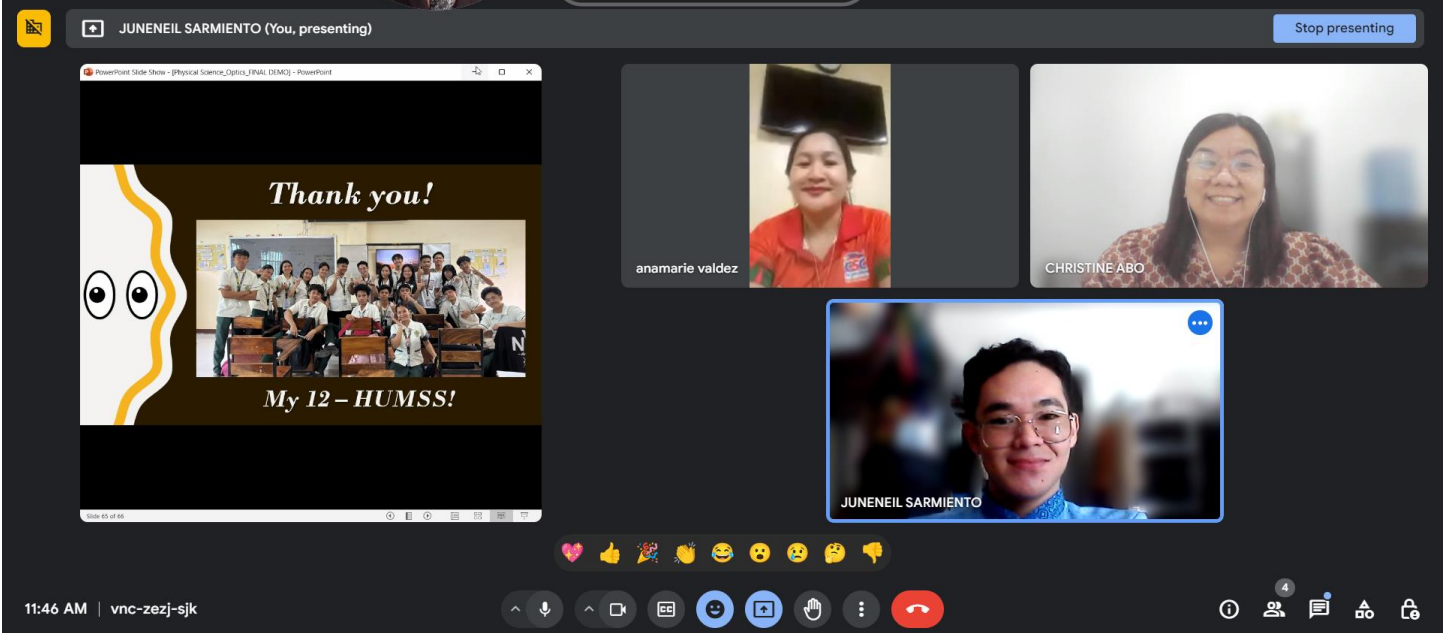 JUNENEIL SARMIENTO (You, presenting)
Stop presenting
PowerPoint Slide Show - [Physical Science_Optics_FINAL DEMO] - PowerPoint
Thank you!
My 12 – HUMSS!
Slide 65 of 66
anamarie valdez
CHRISTINE ABO
JUNENEIL SARMIENTO
11:46 AM | vnc-zezj-sjk
CC
4